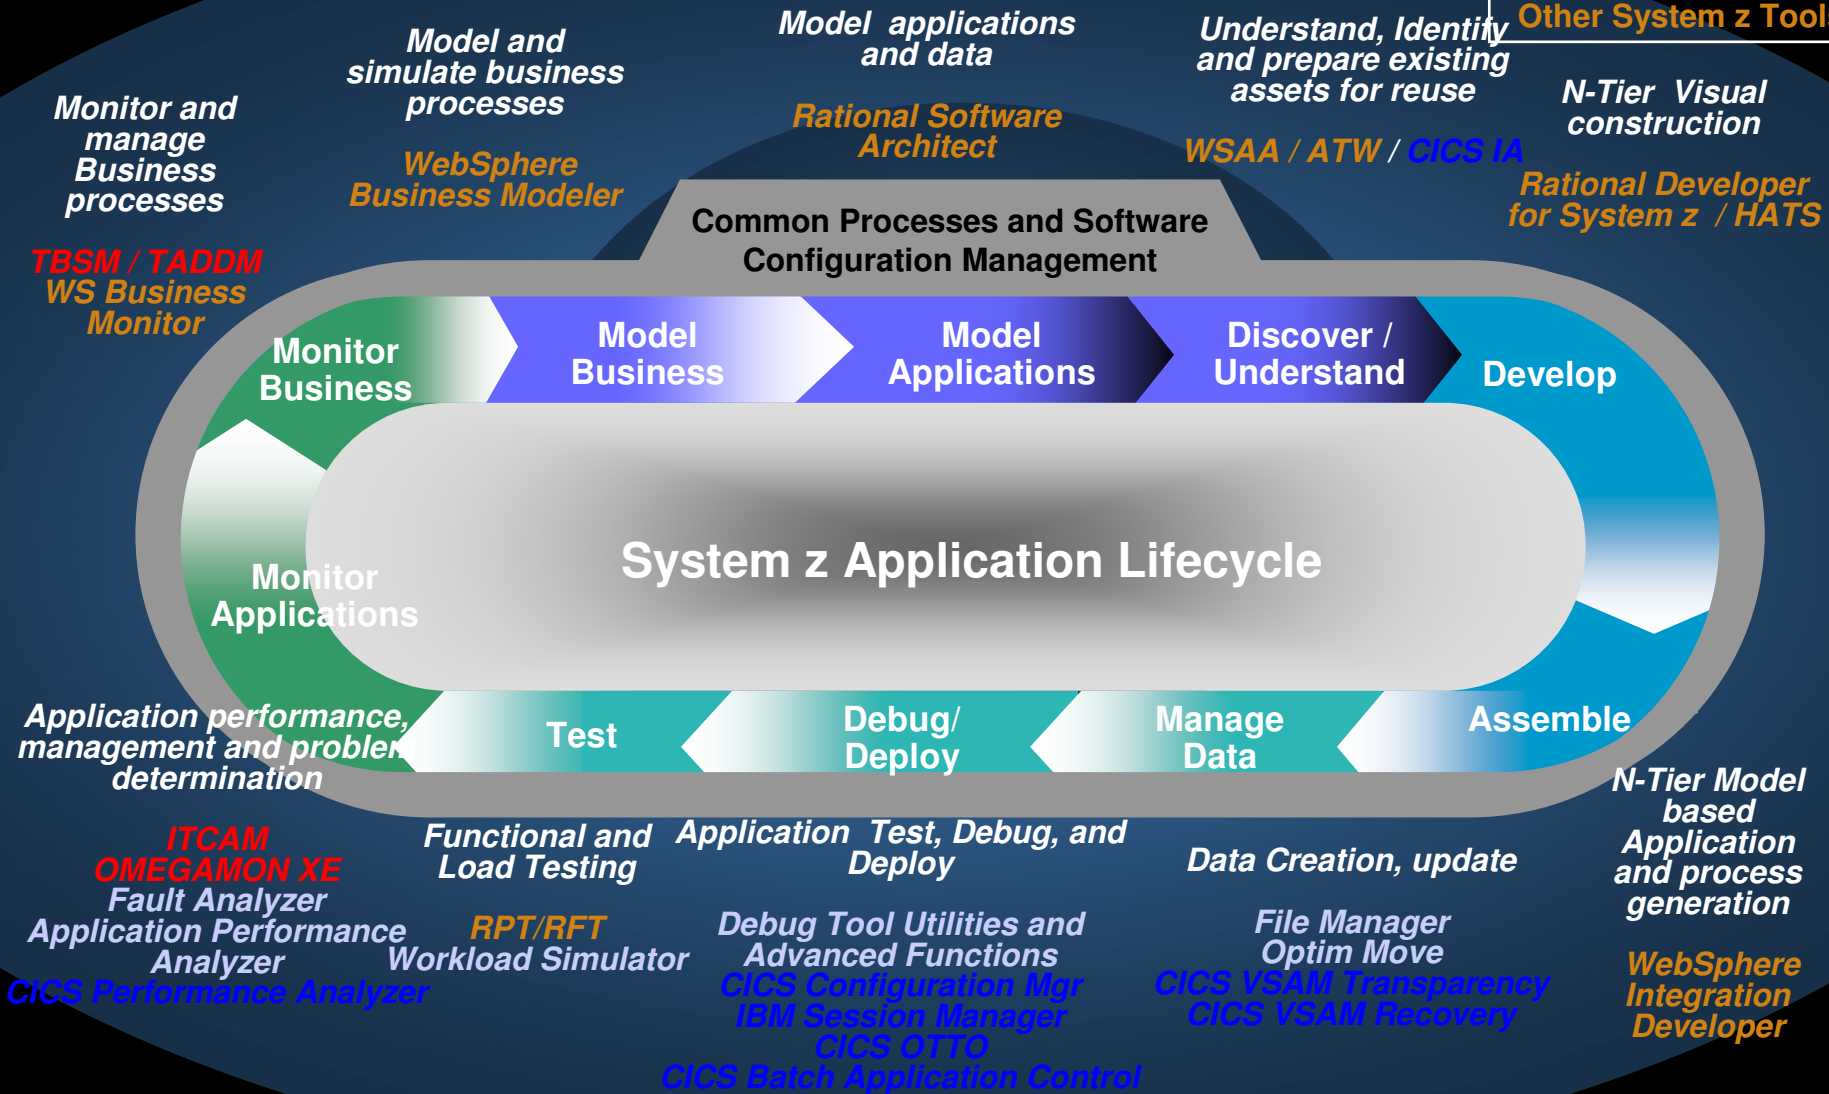 Other System z Tools
Model and
simulate business
processes
WebSphere
Business Modeler
Model applications
and data
Rational Software
Architect
Understand, Identify
and prepare existing
assets for reuse
WSAA / ATW / CICS IA
N-Tier Visual
construction
Rational Developer
for System z / HATS
Monitor and
manage
Business
processes
TBSM / TADDM
WS Business
Monitor
Common Processes and Software
Configuration Management
Monitor
Business
Model
Business
Model
Applications
Discover /
Understand
Develop
System z Application Lifecycle
Monitor
Applications
Test
Debug/
Deploy
Manage
Data
Assemble
Application performance,
management and problem
determination
ITCAM
OMEGAMON XE
Fault Analyzer
Application Performance
Analyzer
CICS Performance Analyzer
Functional and
Load Testing
RPT/RFT
Workload Simulator
Application Test, Debug, and
Deploy
Debug Tool Utilities and
Advanced Functions
CICS Configuration Mgr
IBM Session Manager
CICS OTTO
CICS Batch Application Control
Data Creation, update
File Manager
Optim Move
CICS VSAM Transparency
CICS VSAM Recovery
N-Tier Model
based
Application
and process
generation
WebSphere
Integration
Developer